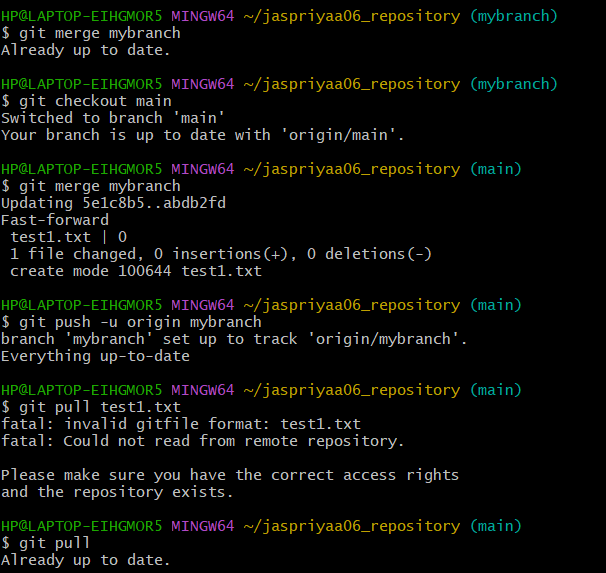 HP@LAPTOP-EIHGMOR5 MINGW64 ~/jaspriyaa06_repository (mybranch)
$ git merge mybranch
Already up to date.
HP@LAPTOP-EIHGMOR5 MINGW64 ~/jaspriyaa06_repository (mybranch)
$ git checkout main
Switched to branch 'main'
Your branch is up to date with 'origin/main'.
HP@LAPTOP-EIHGMOR5 MINGW64 ~/jaspriyaa06_repository (main)
$ git merge mybranch
Updating 5e1c8b5..abdb2fd
Fast-forward
 test1.txt | 0
 1 file changed, 0 insertions(+), 0 deletions(-)
 create mode 100644 test1.txt
HP@LAPTOP-EIHGMOR5 MINGW64 ~/jaspriyaa06_repository (main)
$ git push -u origin mybranch
branch 'mybranch' set up to track 'origin/mybranch'.
Everything up-to-date
HP@LAPTOP-EIHGMOR5 MINGW64 ~/jaspriyaa06_repository (main)
$ git pull test1.txt
fatal: invalid gitfile format: test1.txt
fatal: Could not read from remote repository.
Please make sure you have the correct access rights
and the repository exists.
HP@LAPTOP-EIHGMOR5 MINGW64 ~/jaspriyaa06_repository (main)
$ git pull
Already up to date.